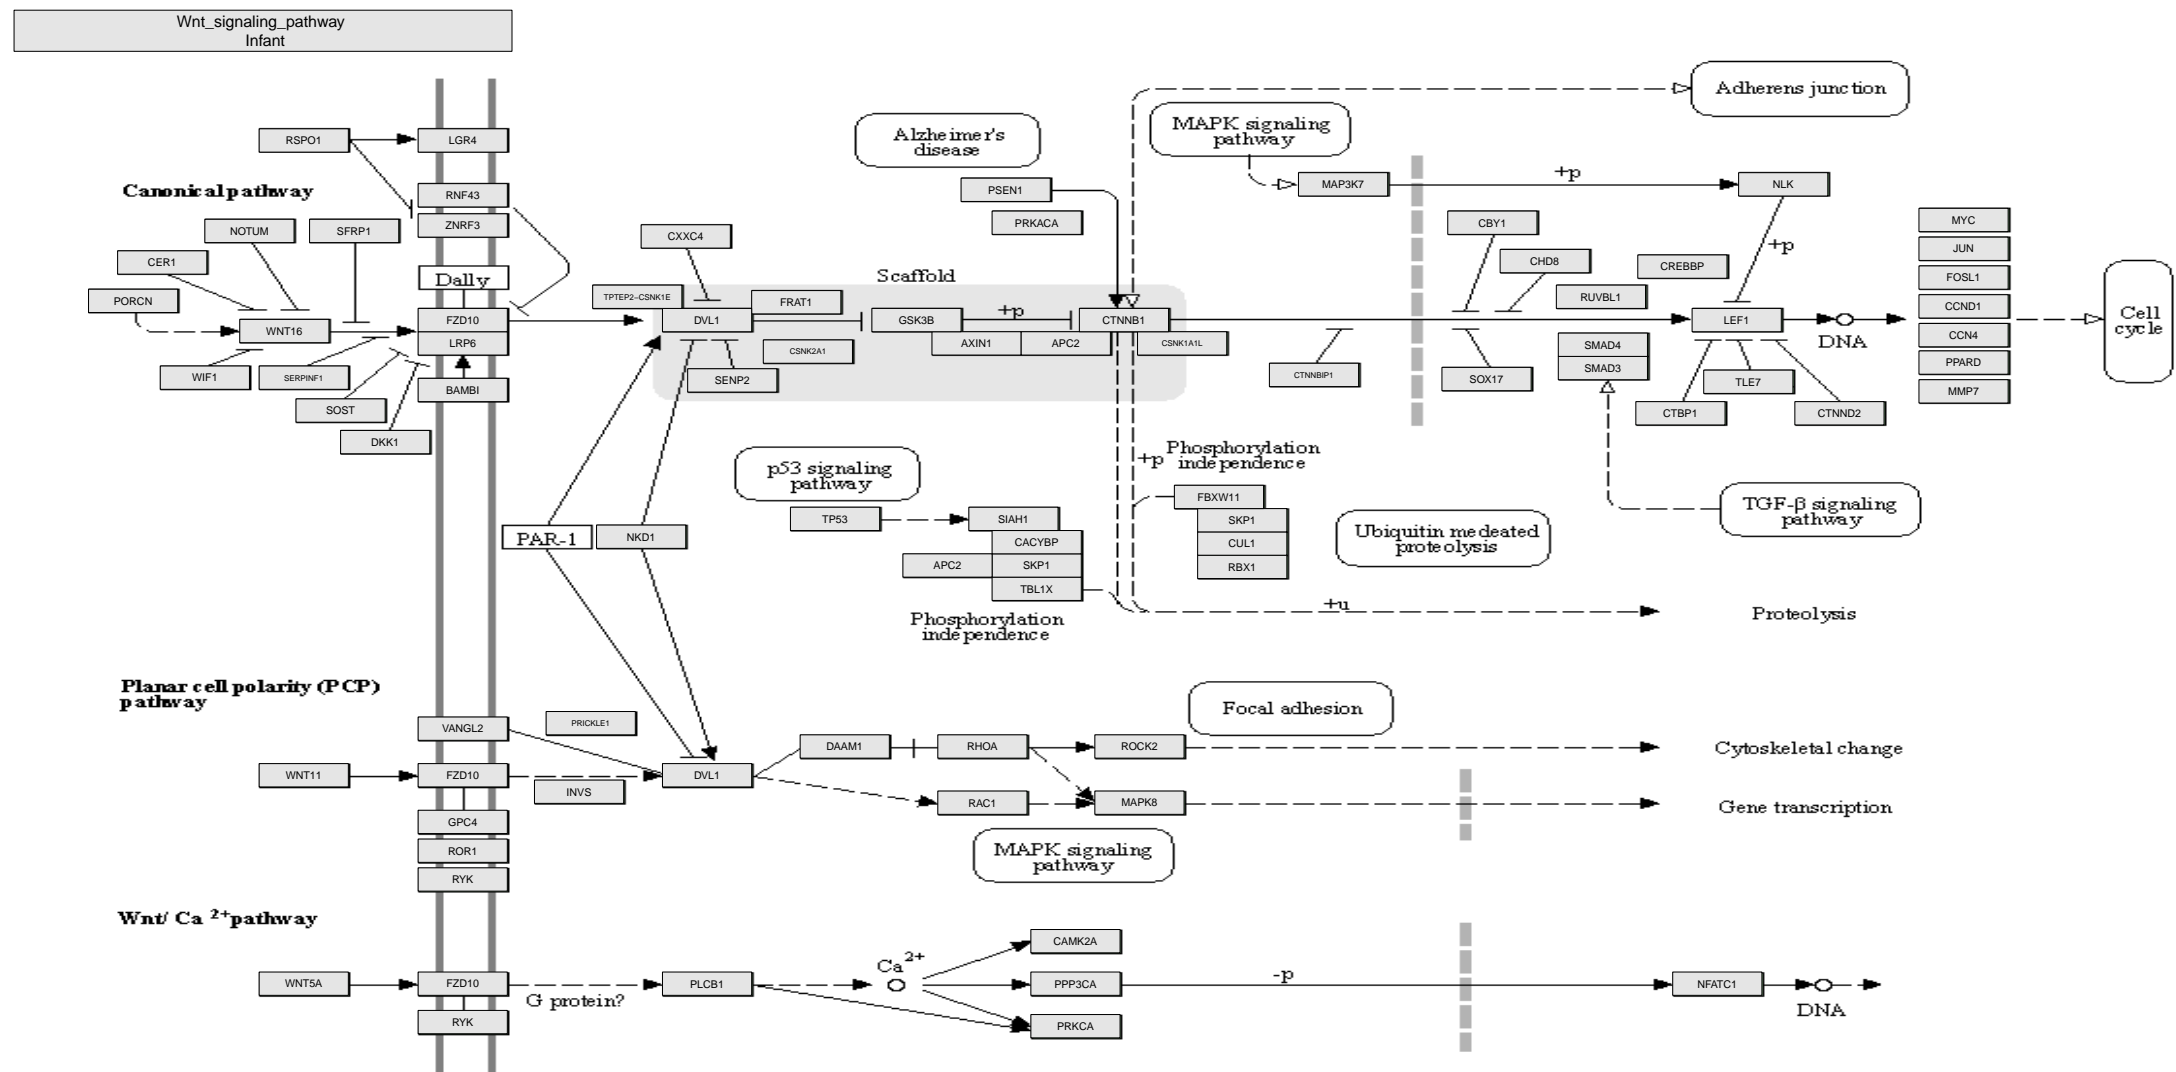 Wnt_signaling_pathway
Infant
Adherens junction
Alzheimer's
disease
MAPK signaling
pathway
RSPO1
LGR4
+p
Canonical pathway
RNF43
PSEN1
MAP3K7
NLK
ZNRF3
PRKACA
NOTUM
SFRP1
CXXC4
CBY1
MYC
+p
JUN
CER1
CHD8
CREBBP
Dally
Scaffold
FOSL1
PORCN
TPTEP2-CSNK1E
FRAT1
RUVBL1
CCND1
WNT16
FZD10
DVL1
GSK3B
+p
CTNNB1
LEF1
Cell
cycle
LRP6
AXIN1
APC2
CSNK1A1L
SMAD4
DNA
CCN4
CSNK2A1
SMAD3
PPARD
WIF1
SERPINF1
BAMBI
SENP2
CTNNBIP1
SOX17
TLE7
MMP7
SOST
CTBP1
CTNND2
DKK1
p53 signaling
pathway
+p
Phosphorylation
independence
FBXW11
TGF-β signaling
pathway
TP53
SIAH1
SKP1
PAR-1
NKD1
CACYBP
CUL1
Ubiquitin medeated
proteolysis
APC2
SKP1
RBX1
TBL1X
+u
Proteolysis
Phosphorylation
independence
Planar cell polarity (PCP)
pathway
Focal adhesion
VANGL2
PRICKLE1
DAAM1
RHOA
ROCK2
Cytoskeletal change
WNT11
FZD10
INVS
DVL1
RAC1
MAPK8
Gene transcription
GPC4
ROR1
MAPK signaling
pathway
RYK
Wnt/ Ca 2+pathway
CAMK2A
Ca2+
-p
WNT5A
FZD10
G protein?
PLCB1
PPP3CA
NFATC1
DNA
RYK
PRKCA